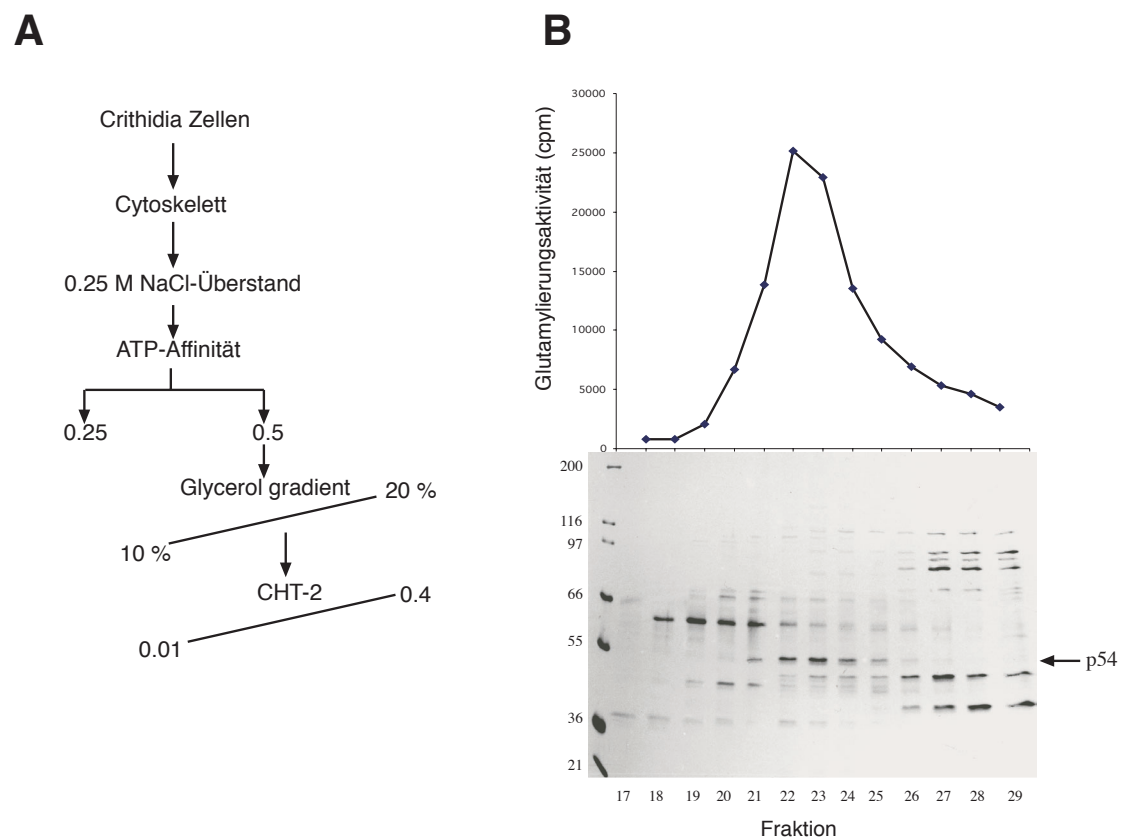 A
B
Crithidia Zellen
Cytoskelett
0.25 M NaCl-Überstand
ATP-Affinität
0.25
0.5
Glycerol gradient
20 %
10 %
CHT-2
0.4
0.01
Glutamylierungsaktivität (cpm)
30000
25000
20000
15000
10000
5000
0
200
116
97
66
55
36
21
p54
17 18 19 20 21 22 23 24 25 26 27 28 29
Fraktion